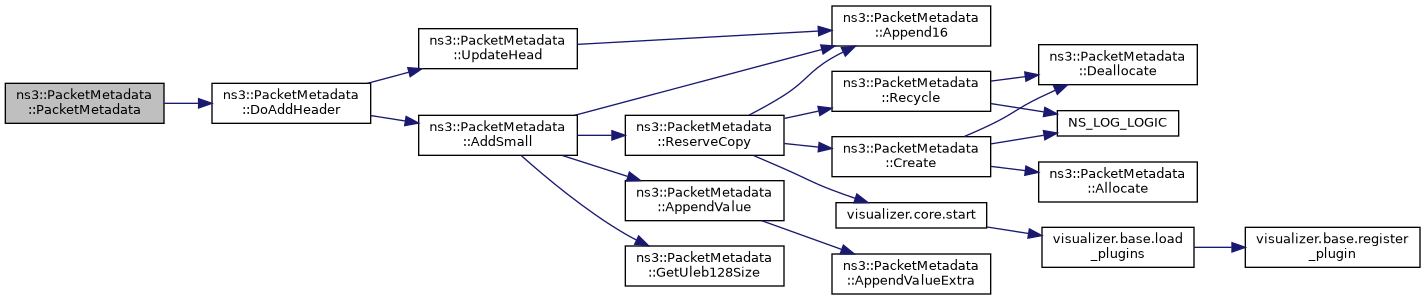 ns3::PacketMetadata
::PacketMetadata
ns3::PacketMetadata
::DoAddHeader
ns3::PacketMetadata
::UpdateHead
ns3::PacketMetadata
::AddSmall
ns3::PacketMetadata
::Append16
ns3::PacketMetadata
::ReserveCopy
ns3::PacketMetadata
::AppendValue
ns3::PacketMetadata
::GetUleb128Size
ns3::PacketMetadata
::Recycle
ns3::PacketMetadata
::Create
visualizer.core.start
ns3::PacketMetadata
::AppendValueExtra
ns3::PacketMetadata
::Deallocate
NS_LOG_LOGIC
ns3::PacketMetadata
::Allocate
visualizer.base.load
_plugins
visualizer.base.register
_plugin